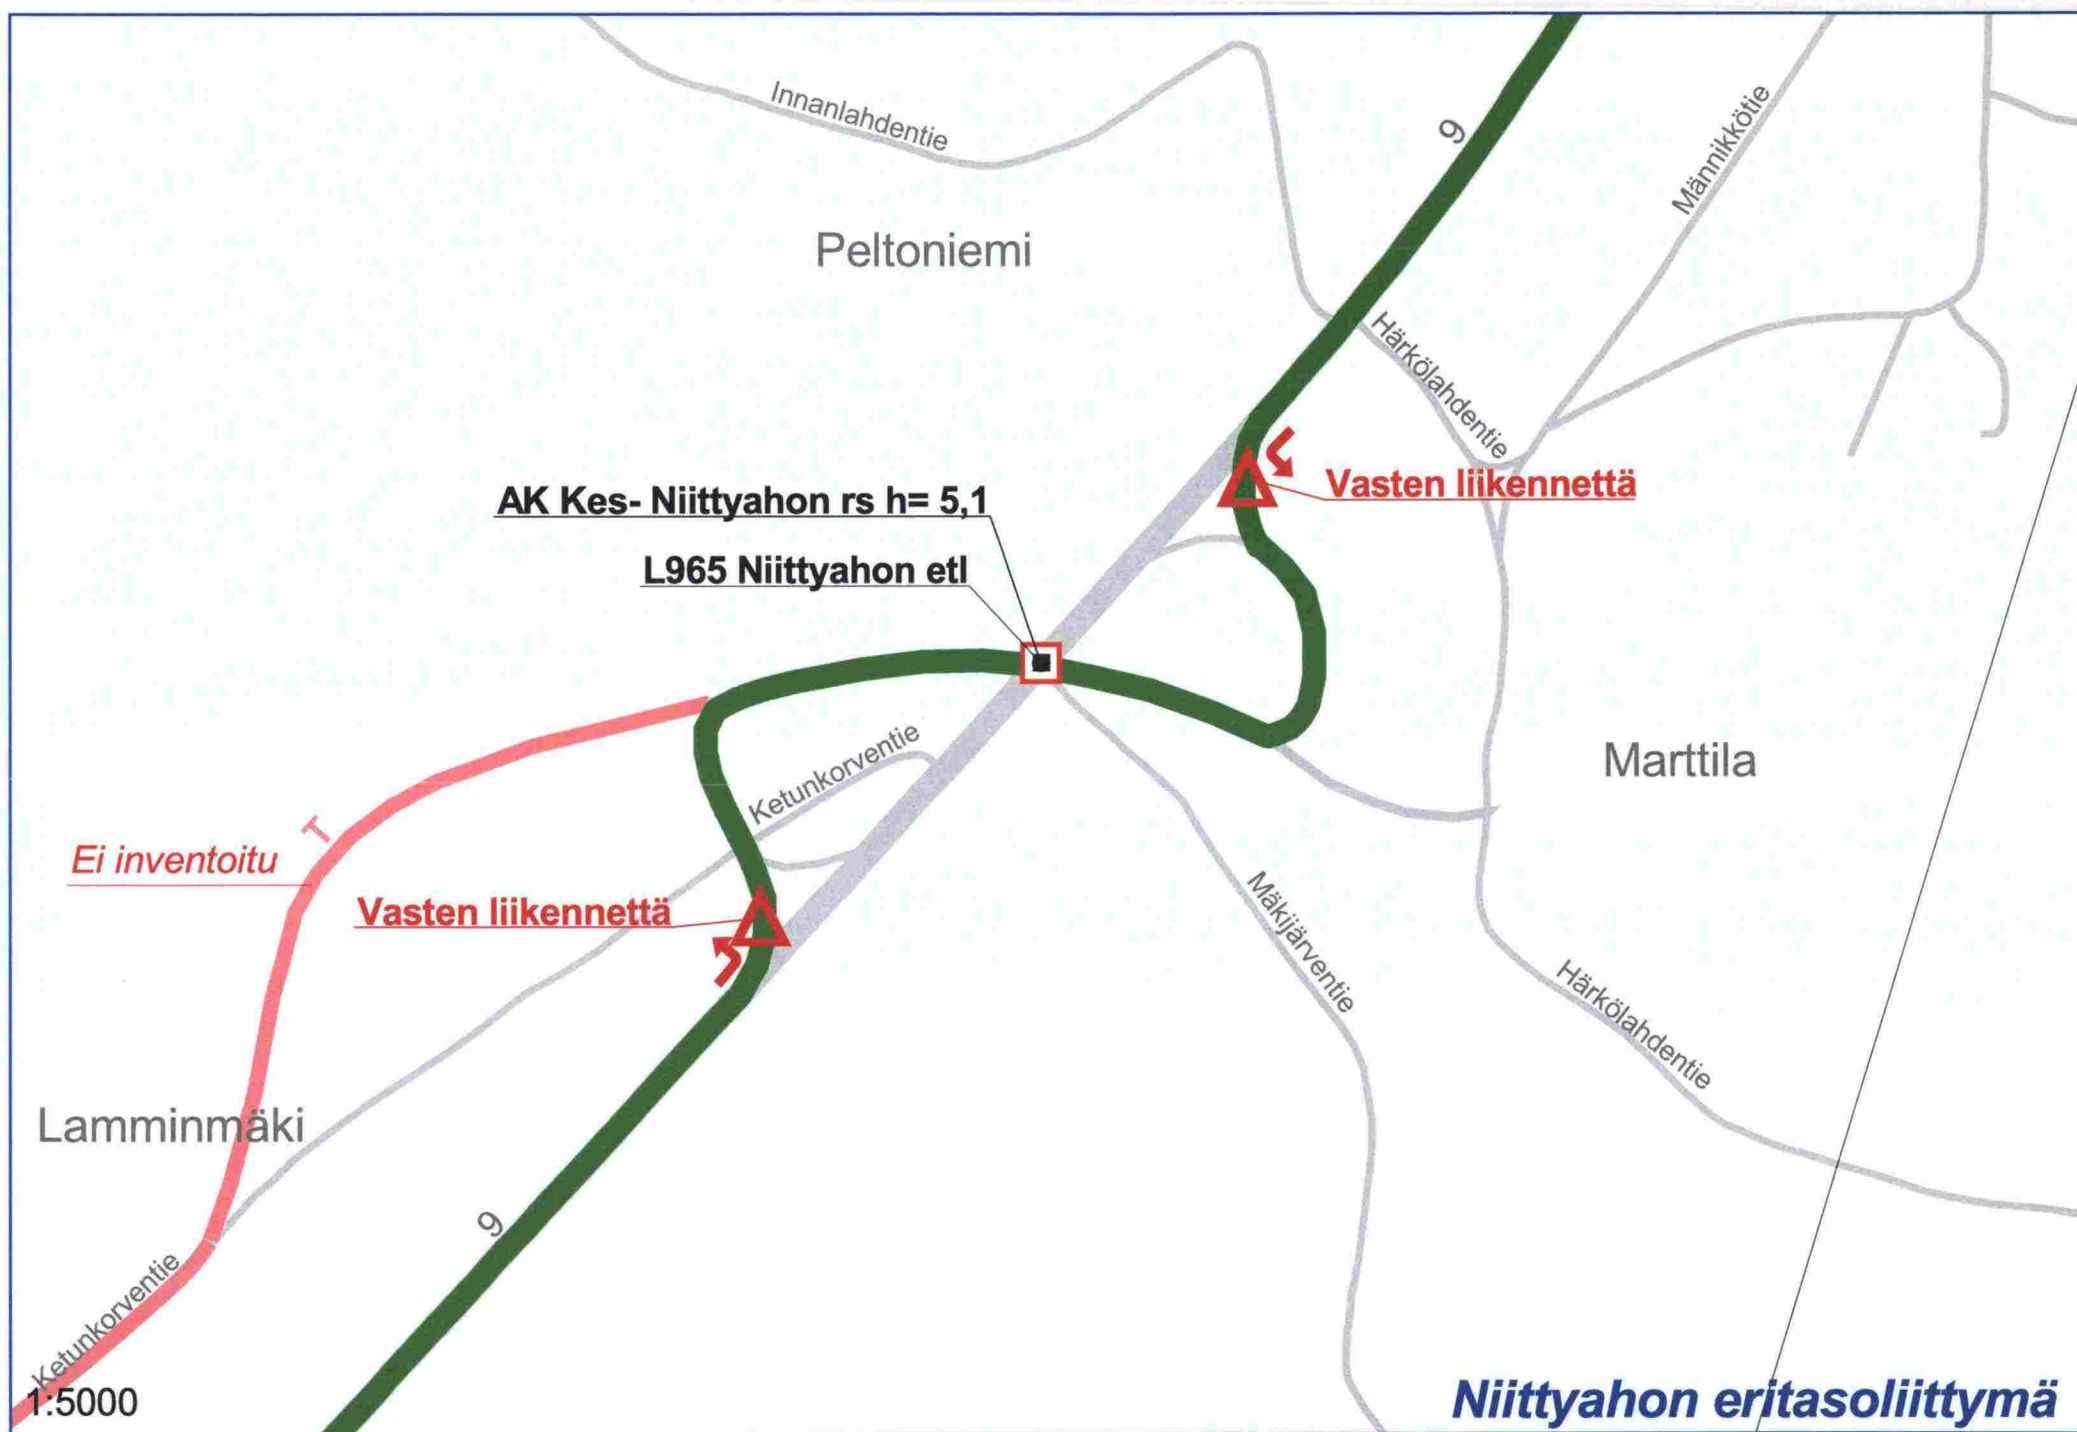 Innanlahdentie
9
Männikkötie
Peltoniemi
Härkölahdentie
AK Kes- Niittyahon rs h= 5,1
Vasten liikennettä
L965 Niittyahon etl
Ketunkorventie
Marttila
Ei inventoitu
Vasten liikennettä
Mäkijärventie
Härkölahdentie
Lamminmäki
9
Ketunkorventie
1:5000
Niittyahon eritasoliittymä